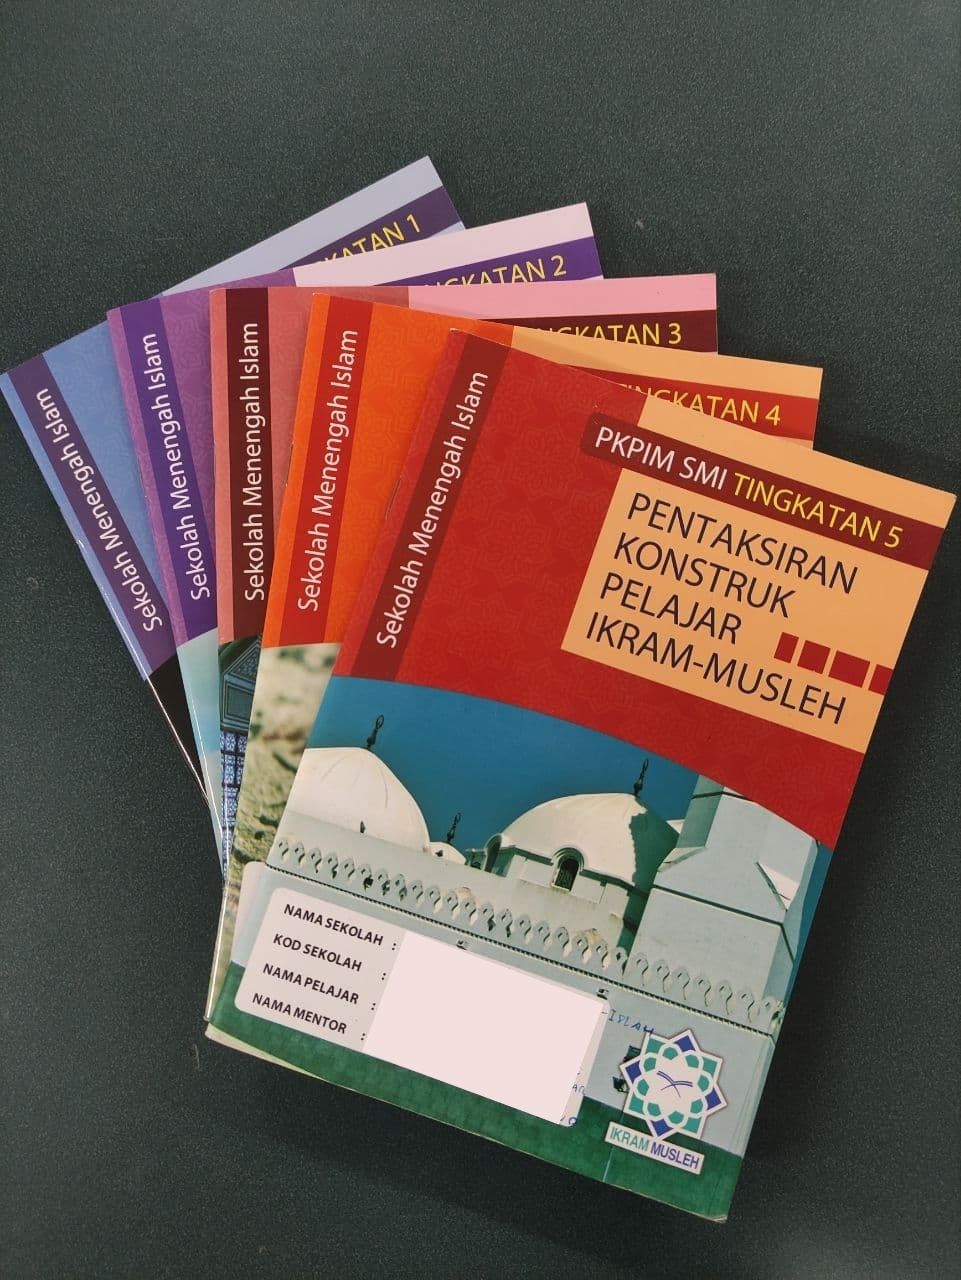 TINGKATAN 1
Sekolah Menengah Islam
TINGKATAN 2
Sekolah Menengah Islam
TINGKATAN 3
Sekolah Menengah Islam
TINGKATAN 4
Sekolah Menengah Islam
Sekolah Menengah Islam
PKPIM SMI TINGKATAN 5
PENTAKSIRAN
KONSTRUK
PELAJAR
IKRAM-MUSLEH
NAMA SEKOLAH :
KOD SEKOLAH :
NAMA PELAJAR :
NAMA MENTOR :
-ISLAH
IKRAM MUSLEH